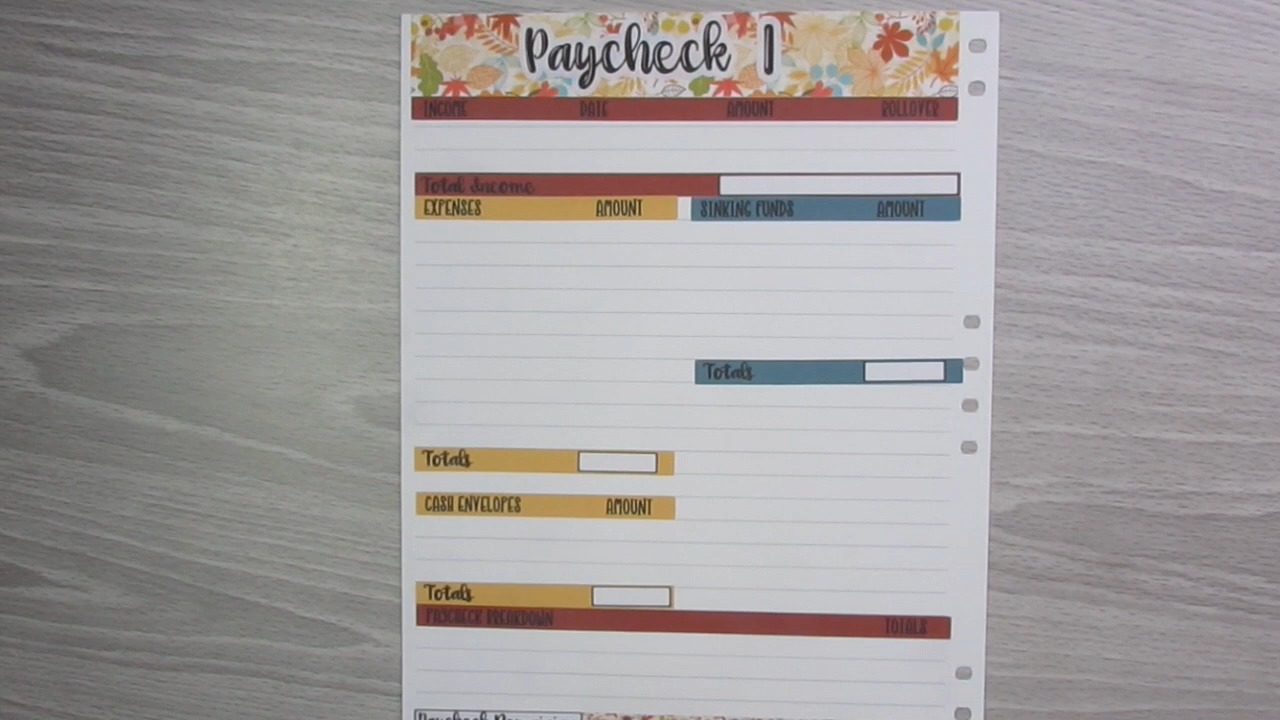 Paycheck 1
INCOME DATE AMOUNT ROLLOVER
Total Income
EXPENSES AMOUNT SINKING FUNDS AMOUNT
Totals
Totals
CASH ENVELOPES AMOUNT
Totals
PAYCHECK BREAKDOWN TOTALS
Paycheck